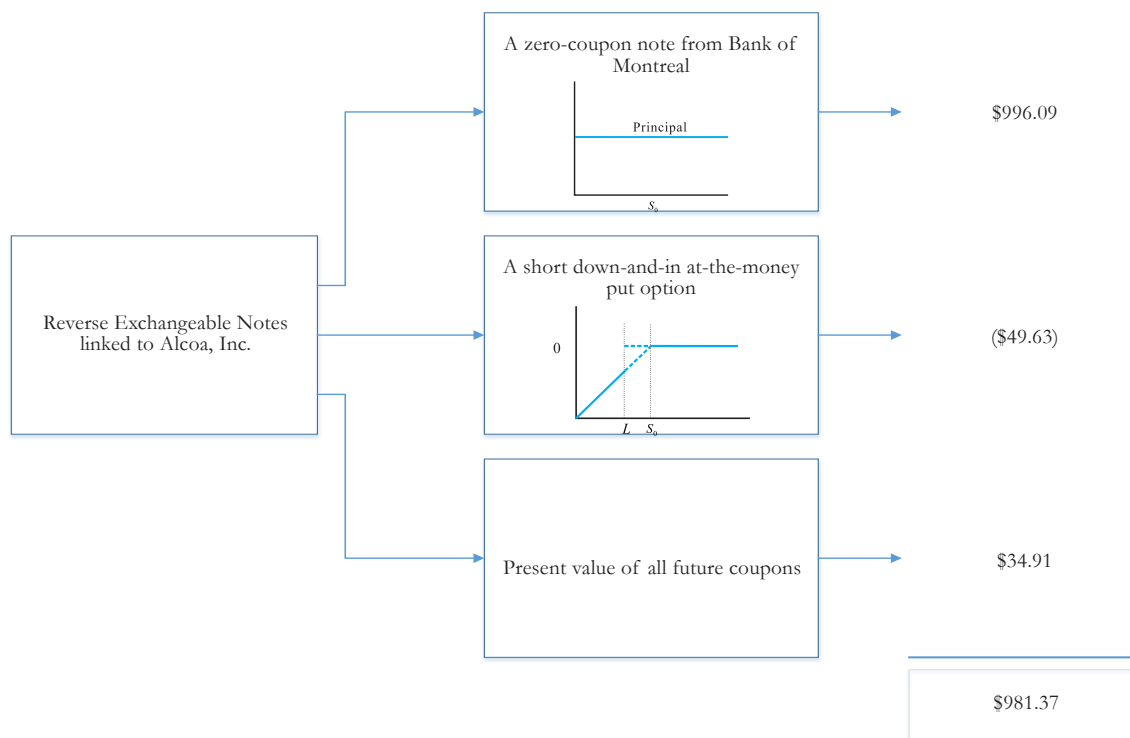 A zero-coupon note from Bank of
Montreal
Principal
S₀
$996.09
Reverse Exchangeable Notes
linked to Alcoa, Inc.
A short down-and-in at-the-money
put option
0
L S₀
($49.63)
Present value of all future coupons
$34.91
$981.37